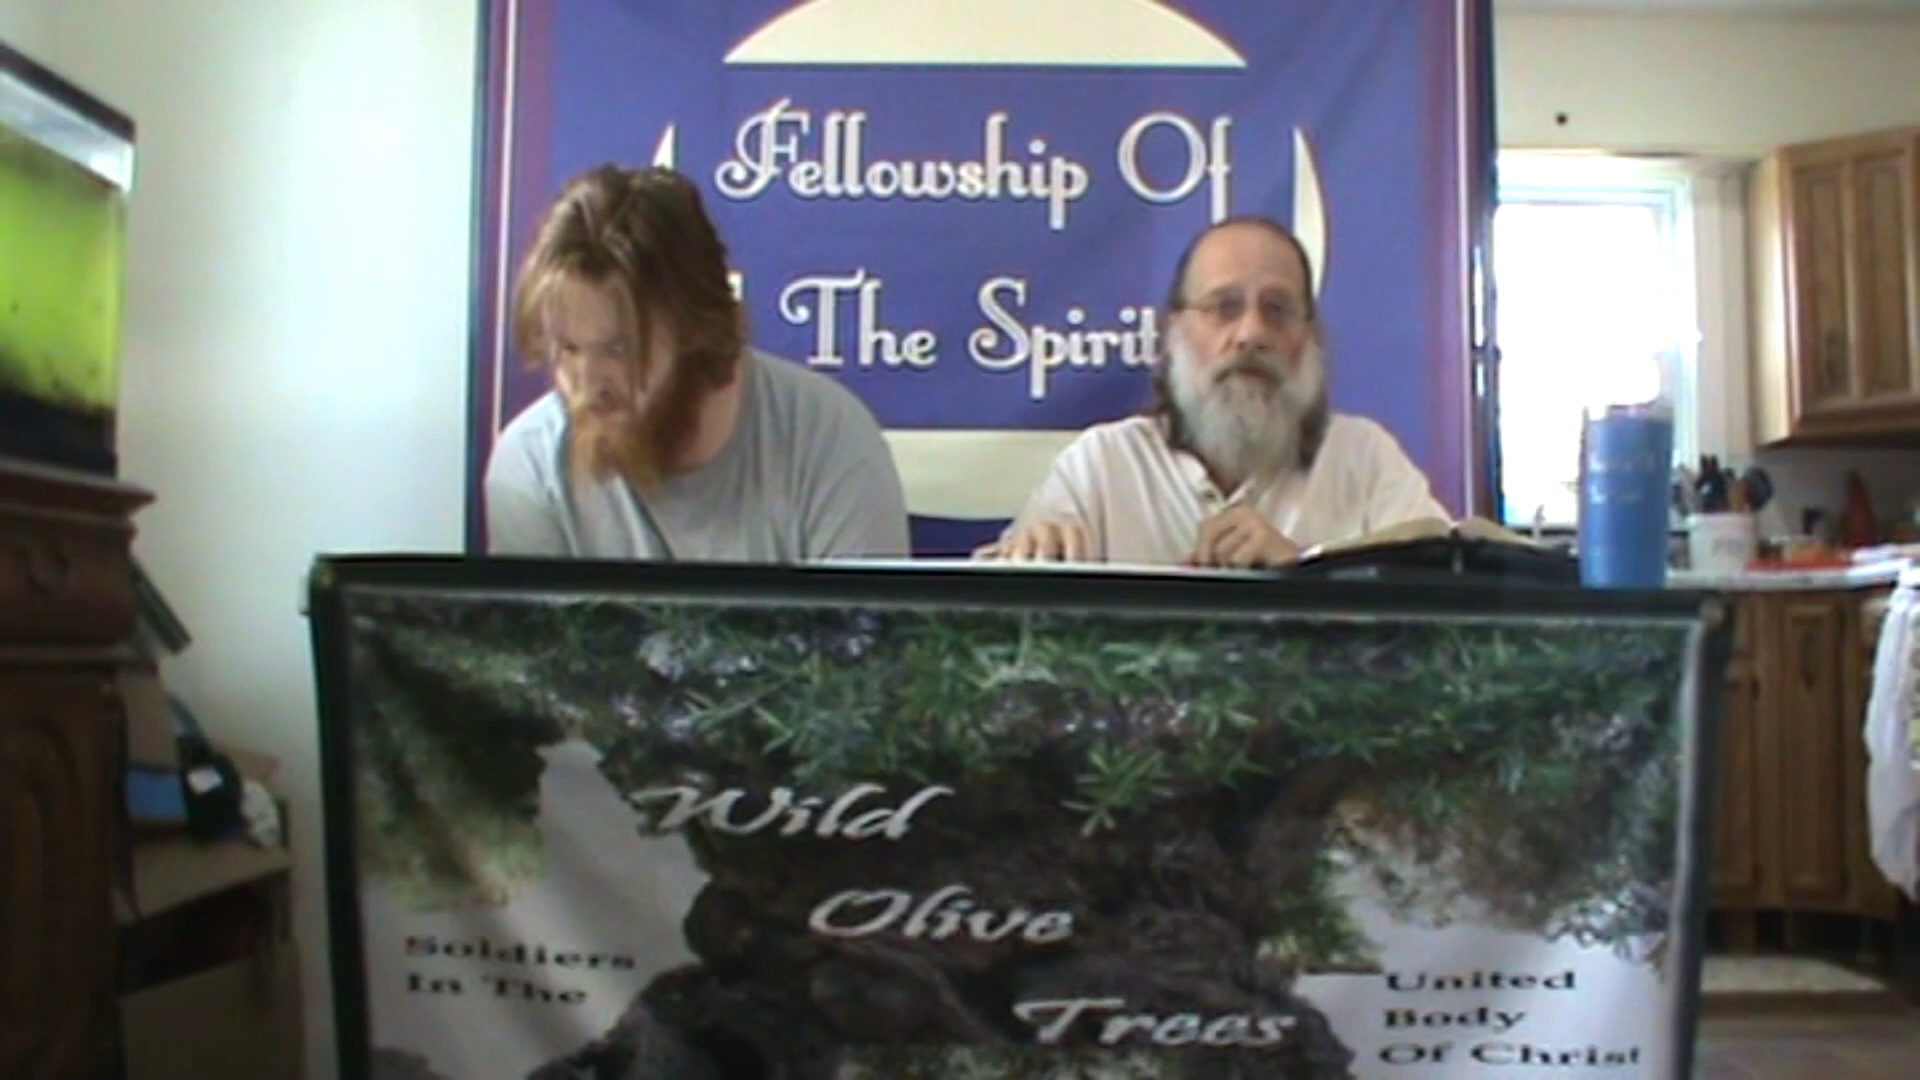 Fellowship Of
The Spirit
Wild
Olive
Trees
Soldiers
In The
United
Body
Of Christ